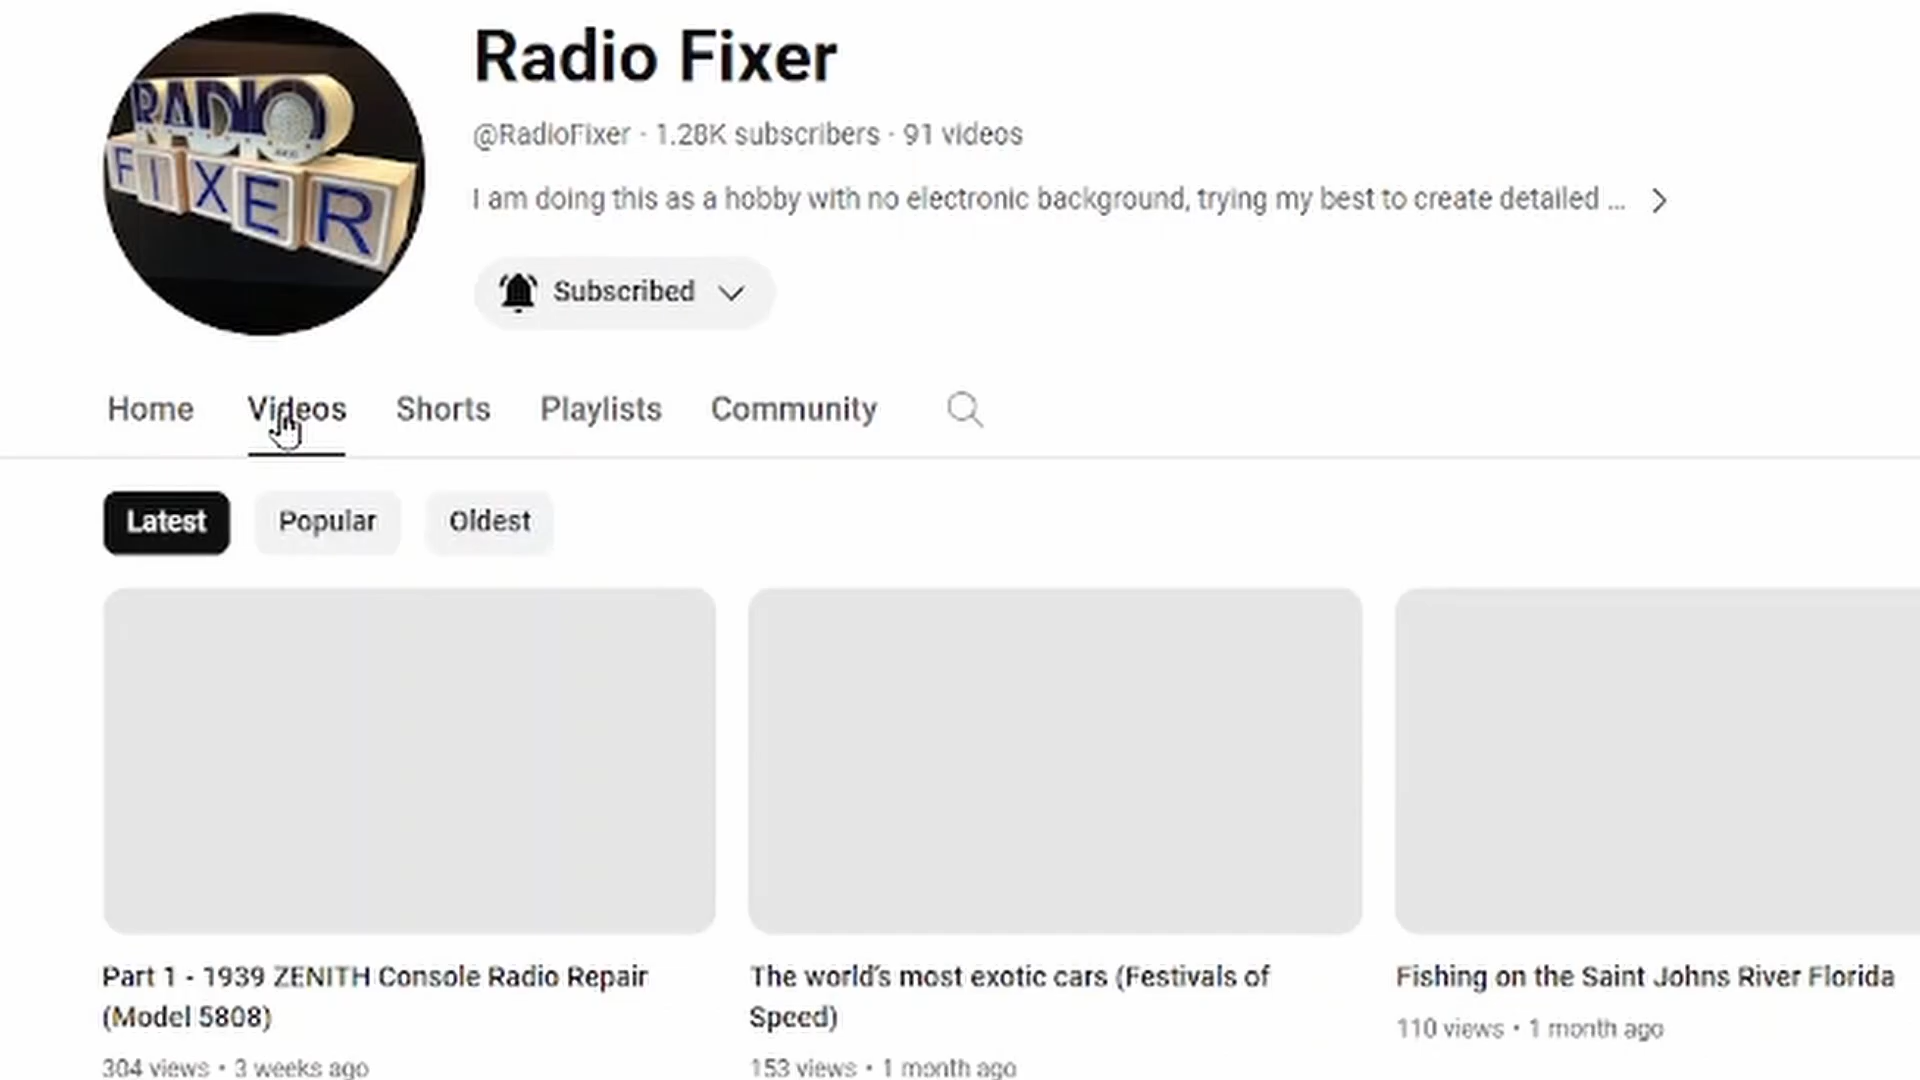 RADIO
FIXER
Radio Fixer
@RadioFixer · 1.28K subscribers · 91 videos
I am doing this as a hobby with no electronic background, trying my best to create detailed ...
Subscribed
Home Videos Shorts Playlists Community
Latest Popular Oldest
Part 1 - 1939 ZENITH Console Radio Repair
(Model 5808)
304 views • 3 weeks ago
The world's most exotic cars (Festivals of
Speed)
153 views • 1 month ago
Fishing on the Saint Johns River Florida
110 views • 1 month ago